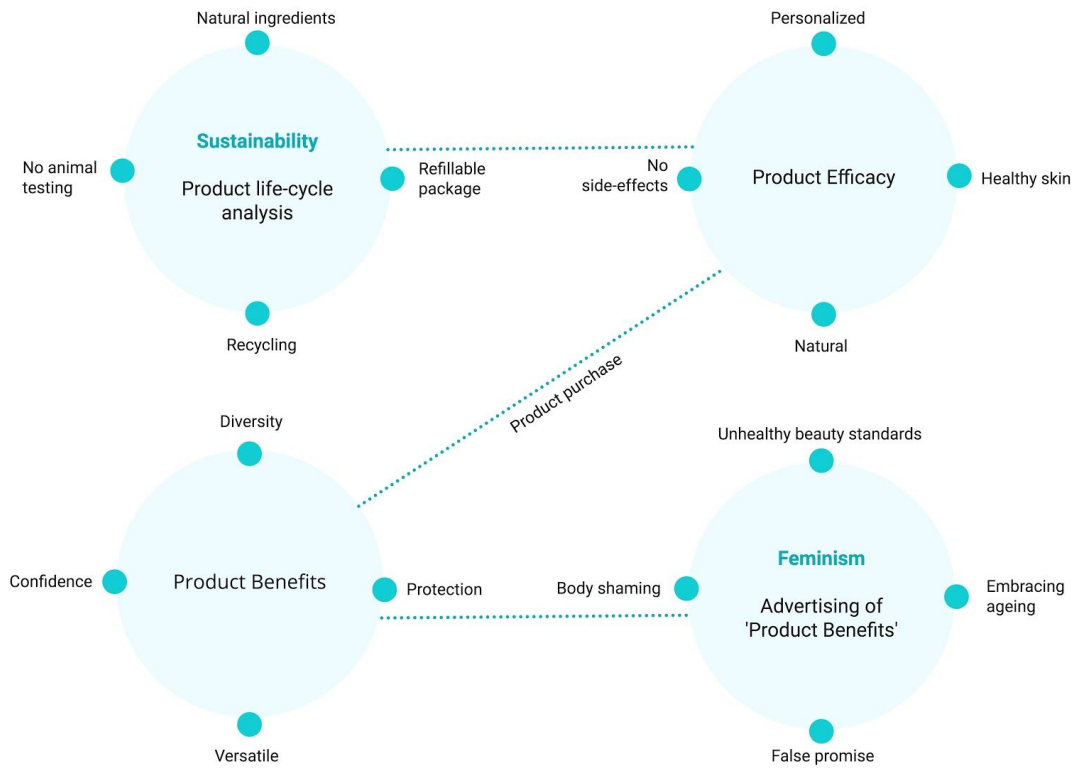 Natural ingredients
Sustainability
Product life-cycle
analysis
No animal
testing
Refillable
package
Recycling
Personalized
No
side-effects
Product Efficacy
Healthy skin
Natural
Product purchase
Diversity
Confidence
Product Benefits
Protection
Versatile
Unhealthy beauty standards
Body shaming
Feminism
Advertising of
'Product Benefits'
Embracing
ageing
False promise